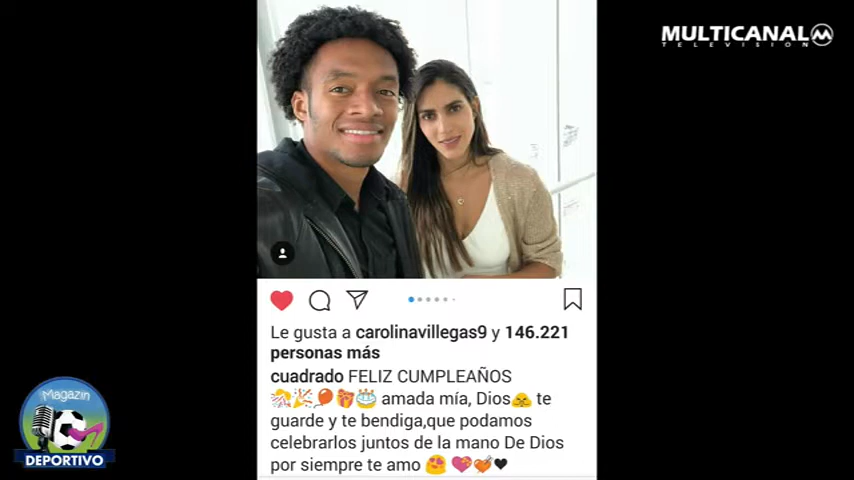 MULTICANAL
TELEVISION
Le gusta a carolinavillegas9 y 146.221
personas más
cuadrado FELIZ CUMPLEAÑOS
🎊🎉🎈🎁🎂 amada mía, Dios🙏 te
guarde y te bendiga,que podamos
celebrarlos juntos de la mano De Dios
por siempre te amo 😍 💖💘🖤
Magazin
DEPORTIVO